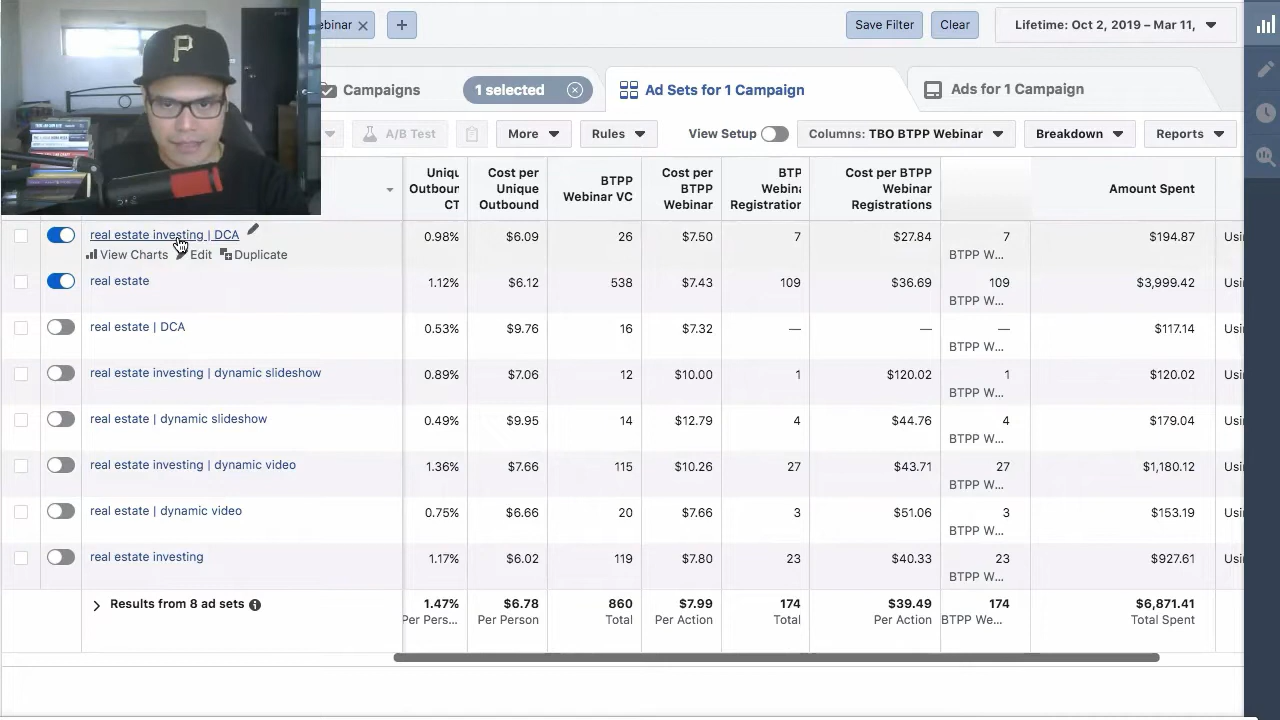 ebinar
+
Save Filter
Clear
Lifetime: Oct 2, 2019 – Mar 11,
P
Campaigns
1 selected
Ad Sets for 1 Campaign
Ads for 1 Campaign
A/B Test
More
Rules
View Setup
Columns: TBO BTPP Webinar
Breakdown
Reports
Uniqu Outboun CT
Cost per Unique Outbound
BTPP Webinar VC
Cost per BTPP Webinar
BTP Webina Registration
Cost per BTPP Webinar Registrations
Amount Spent
real estate investing | DCA
0.98% $6.09 26 $7.50 7 $27.84 7 $194.87 Usin
View Charts Edit Duplicate
BTPP W...
real estate
1.12% $6.12 538 $7.43 109 $36.69 109 $3,999.42 Usin
BTPP W...
real estate | DCA
0.53% $9.76 16 $7.32 — — — $117.14 Usin
BTPP W...
real estate investing | dynamic slideshow
0.89% $7.06 12 $10.00 1 $120.02 1 $120.02 Usin
BTPP W...
real estate | dynamic slideshow
0.49% $9.95 14 $12.79 4 $44.76 4 $179.04 Usin
BTPP W...
real estate investing | dynamic video
1.36% $7.66 115 $10.26 27 $43.71 27 $1,180.12 Usin
BTPP W...
real estate | dynamic video
0.75% $6.66 20 $7.66 3 $51.06 3 $153.19 Usin
BTPP W...
real estate investing
1.17% $6.02 119 $7.80 23 $40.33 23 $927.61 Usin
BTPP W...
Results from 8 ad sets
1.47% $6.78 860 $7.99 174 $39.49 174 $6,871.41
Per Pers... Per Person Total Per Action Total Per Action BTPP We... Total Spent